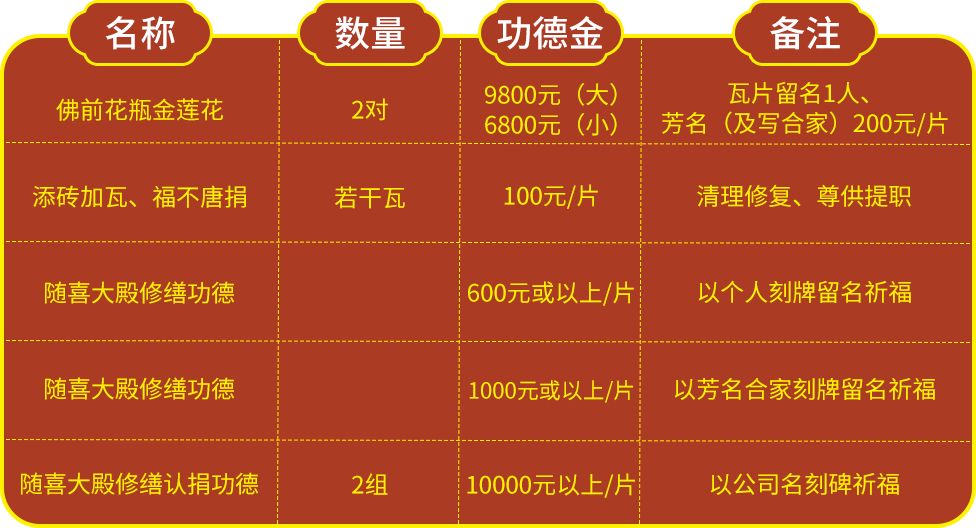 名称 数量 功德金 备注
佛前花瓶金莲花 2对 9800元（大） 瓦片留名1人、
6800元（小） 芳名（及写合家）200元/片
添砖加瓦、福不唐捐 若干瓦 100元/片 清理修复、尊供提职
随喜大殿修缮功德 600元或以上/片 以个人刻牌留名祈福
随喜大殿修缮功德 1000元或以上/片 以芳名合家刻牌留名祈福
随喜大殿修缮认捐功德 2组 10000元以上/片 以公司名刻碑祈福